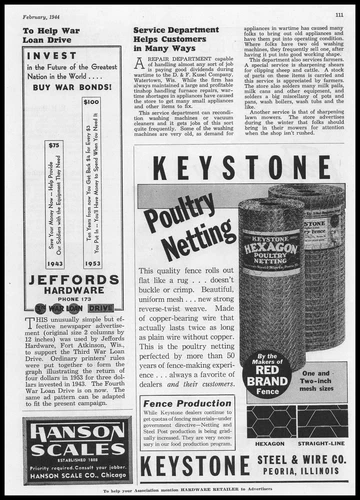 February, 1944
111
To Help War
Loan Drive
INVEST
in the Future of the Greatest
Nation in the World ....
BUY WAR BONDS!
$75
$100
Save Your Money Now — Help Provide
Our Soldiers with the Equipment They Need
Ten Years from Now You Get Back $4 for Every $3
You Put In — You'll Have Money to Spend When You Need It
1943
1953
JEFFORDS
HARDWARE
PHONE 173
3rd WAR LOAN DRIVE
THIS unusually simple but ef-
fective newspaper advertise-
ment (original size 2 columns by
12 inches) was used by Jeffords
Hardware, Fort Atkinson, Wis.,
to support the Third War Loan
Drive. Ordinary printers' rules
were put together to form the
graph illustrating the return of
four dollars in 1953 for three dol-
lars invested in 1943. The Fourth
War Loan Drive is on now. The
same ad pattern can be adapted
to fit the present campaign.
HANSON
SCALES
ESTABLISHED 1888
Priority required. Consult your jobber.
HANSON SCALE CO., Chicago
Service Department
Helps Customers
in Many Ways
A REPAIR DEPARTMENT capable
of handling almost any sort of job
is paying good dividends during
wartime to the D. & F. Kusel Company,
Watertown, Wis. While the firm has
always maintained a large and profitable
tinshop handling furnace repairs, war-
time shortages in appliances have caused
the store to get many small appliances
and other items to fix.
This service department can recondi-
tion washing machines or vacuum
cleaners and it gets jobs of this sort
quite frequently. Some of the washing
machines are very old, as demand for
appliances in wartime has caused many
folks to bring out old appliances and
have them put into operating condition.
Where folks have two old washing
machines, they frequently sell one, after
having it put into good working shape.
This department also services farmers.
A special service is sharpening shears
for clipping sheep and cattle. A stock
of parts on these items is carried and
this service is appreciated by farmers.
The store also solders many milk pails,
milk cans and other equipment, and
handles a big miscellany of pots and
pans, wash boilers, wash tubs and the
like.
Another service is that of sharpening
lawn mowers. The store advertises
during the winter that folks should
bring in their mowers for attention
when the shop isn't rushed.
KEYSTONE
Poultry
Netting
This quality fence rolls out
flat like a rug . . . doesn't
buckle or crimp. Beautiful,
uniform mesh . . . new strong
reverse-twist weave. Made
of copper-bearing wire that
actually lasts twice as long
as plain wire without copper.
This is the poultry netting
perfected by more than 50
years of fence-making experi-
ence . . . always a favorite of
dealers and their customers.
KEYSTONE
HEXAGON
POULTRY
NETTING
By the
Makers of
RED
BRAND
Fence
One and
Two-inch
mesh sizes
HEXAGON
STRAIGHT-LINE
Fence Production
While Keystone dealers continue to
get quotas of fencing materials—under
government directive—Netting and
Steel Post production is being grad-
ually increased. They are very neces-
sary in our food production program.
KEYSTONE STEEL & WIRE CO.
PEORIA, ILLINOIS
To help your Association mention HARDWARE RETAILER to Advertisers